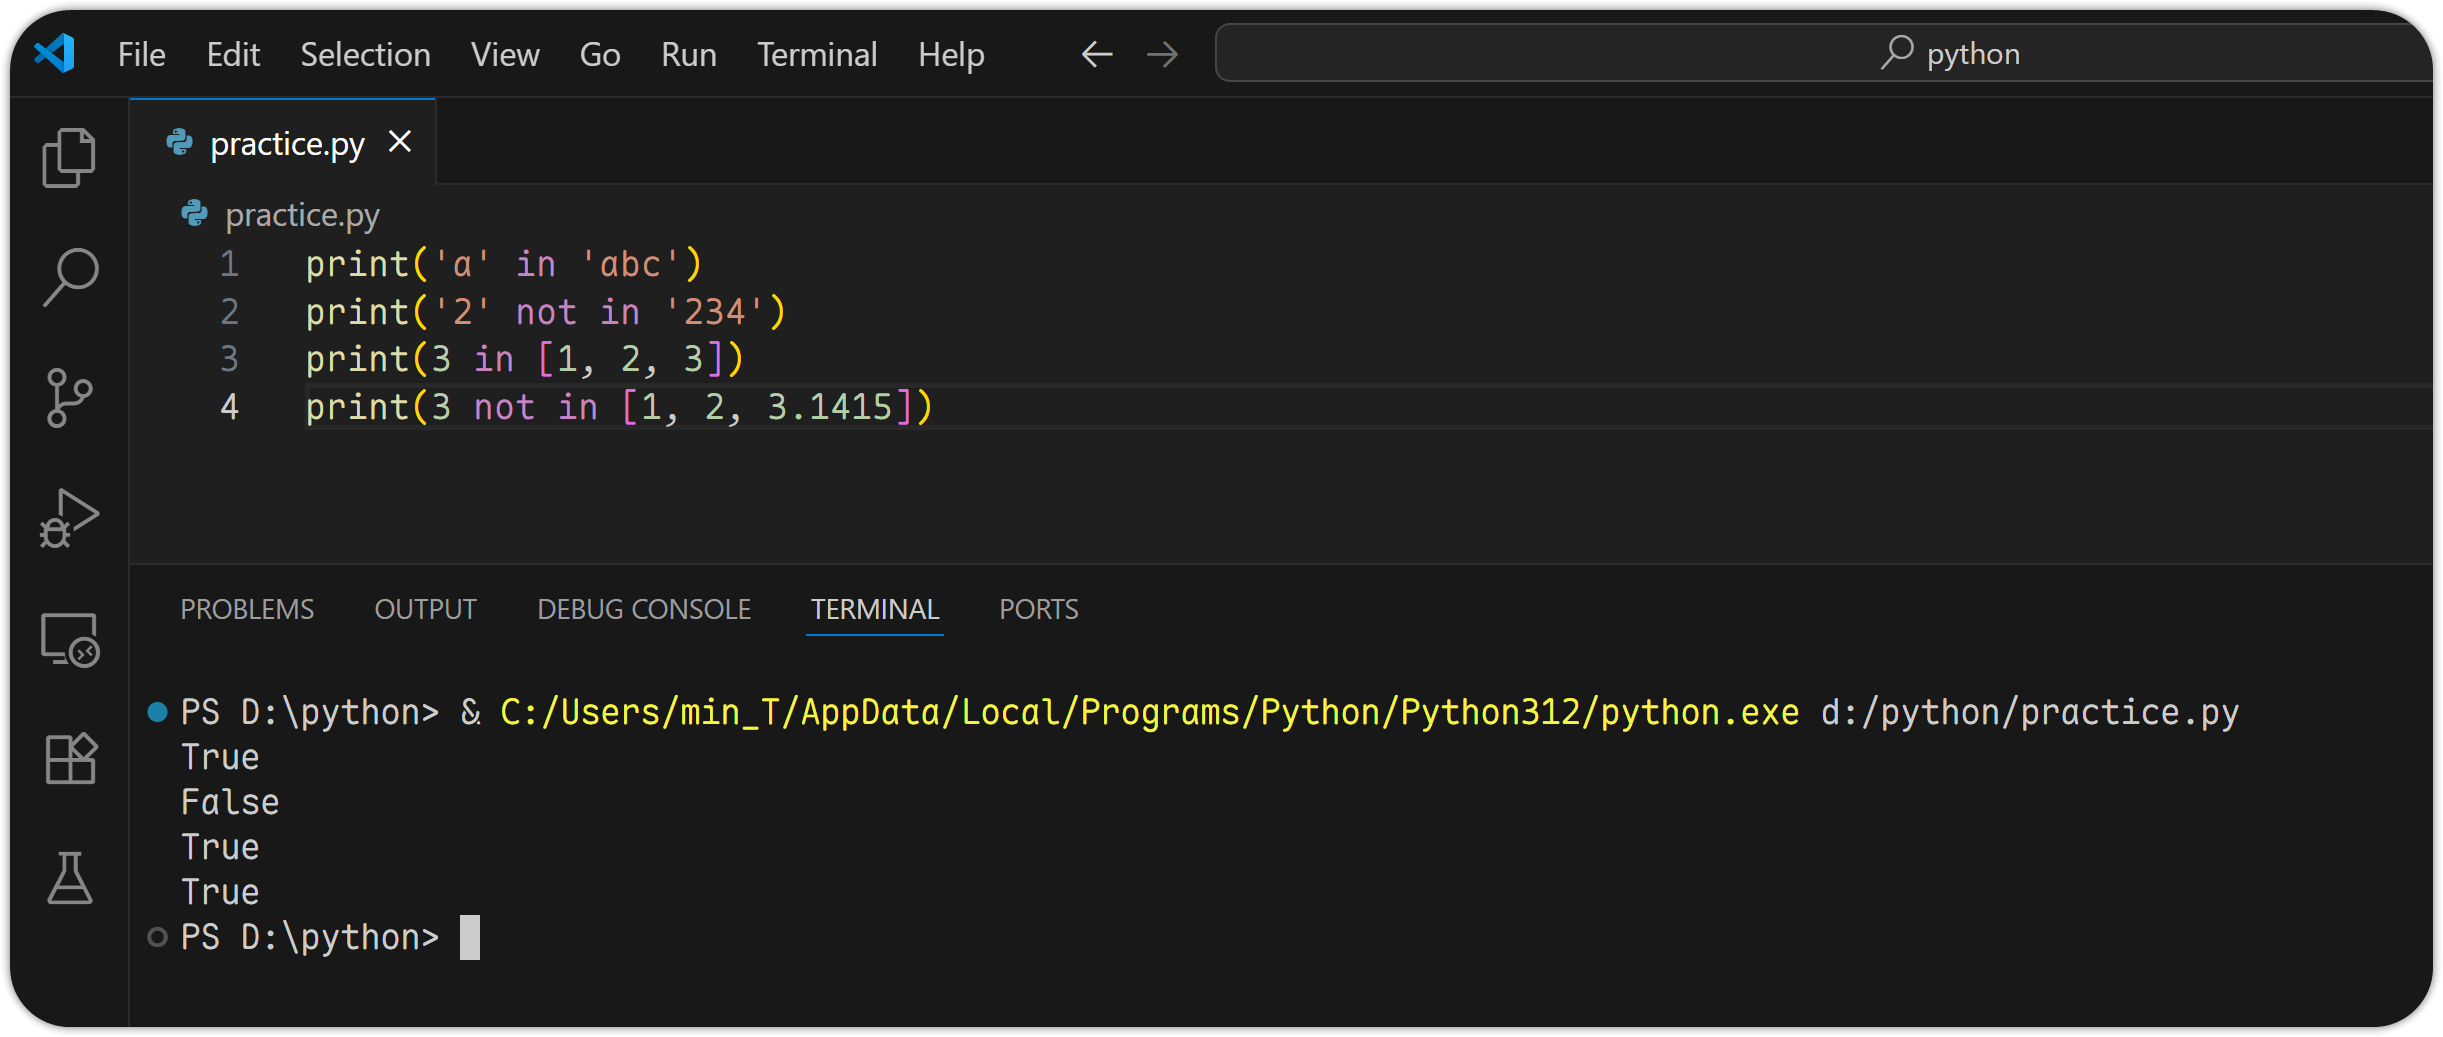 File Edit Selection View Go Run Terminal Help python
practice.py
practice.py
1 print('a' in 'abc')
2 print('2' not in '234')
3 print(3 in [1, 2, 3])
4 print(3 not in [1, 2, 3.1415])
PROBLEMS OUTPUT DEBUG CONSOLE TERMINAL PORTS
PS D:\python> & C:/Users/min_T/AppData/Local/Programs/Python/Python312/python.exe d:/python/practice.py
True
False
True
True
PS D:\python>